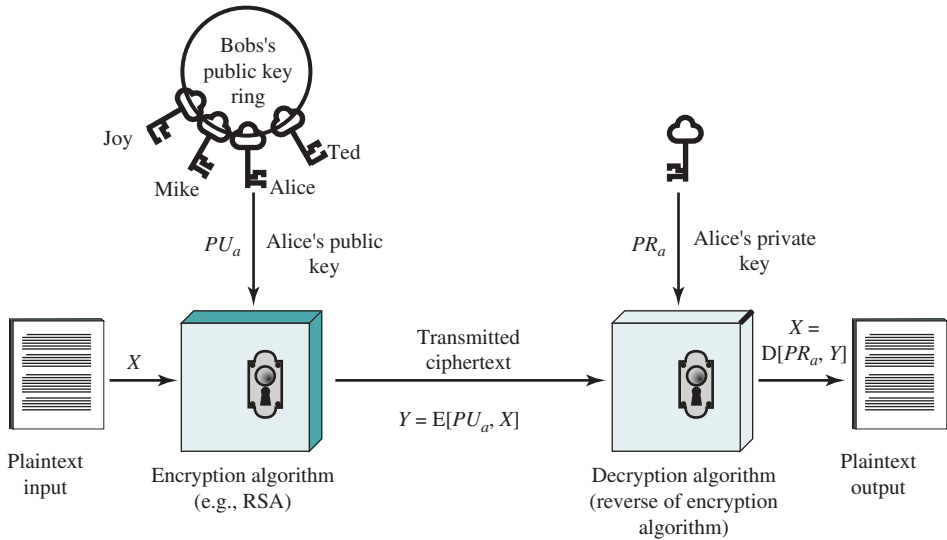 Bobs's
public key
ring
Joy
Mike
Alice
Ted
PUₐ
Alice's public
key
PRₐ
Alice's private
key
X
Transmitted
ciphertext
Y = E[PUₐ, X]
X =
D[PRₐ, Y]
Plaintext
input
Encryption algorithm
(e.g., RSA)
Decryption algorithm
(reverse of encryption
algorithm)
Plaintext
output